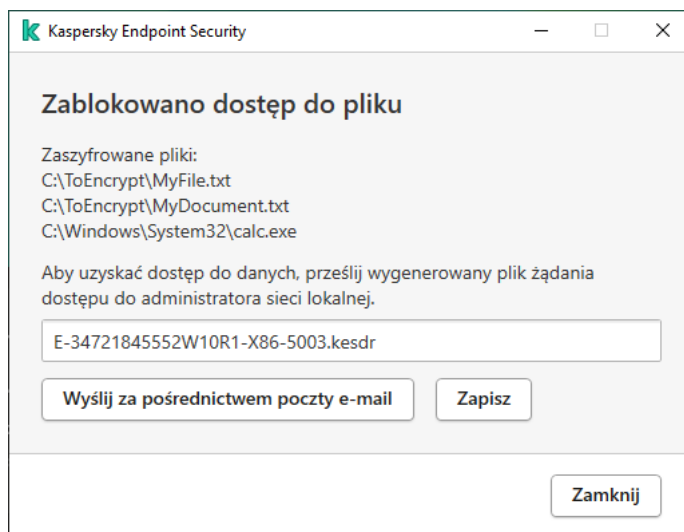 Kaspersky Endpoint Security
Zablokowano dostęp do pliku
Zaszyfrowane pliki:
C:\ToEncrypt\MyFile.txt
C:\ToEncrypt\MyDocument.txt
C:\Windows\System32\calc.exe
Aby uzyskać dostęp do danych, prześlij wygenerowany plik żądania
dostępu do administratora sieci lokalnej.
E-34721845552W10R1-X86-5003.kesdr
Wyślij za pośrednictwem poczty e-mail Zapisz
Zamknij